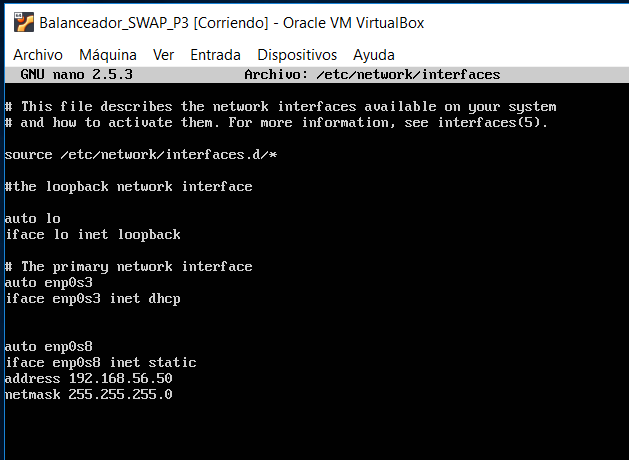 Balanceador_SWAP_P3 [Corriendo] - Oracle VM VirtualBox
Archivo Máquina Ver Entrada Dispositivos Ayuda
GNU nano 2.5.3 Archivo: /etc/network/interfaces
# This file describes the network interfaces available on your system
# and how to activate them. For more information, see interfaces(5).
source /etc/network/interfaces.d/*
#the loopback network interface
auto lo
iface lo inet loopback
# The primary network interface
auto enp0s3
iface enp0s3 inet dhcp
auto enp0s8
iface enp0s8 inet static
address 192.168.56.50
netmask 255.255.255.0